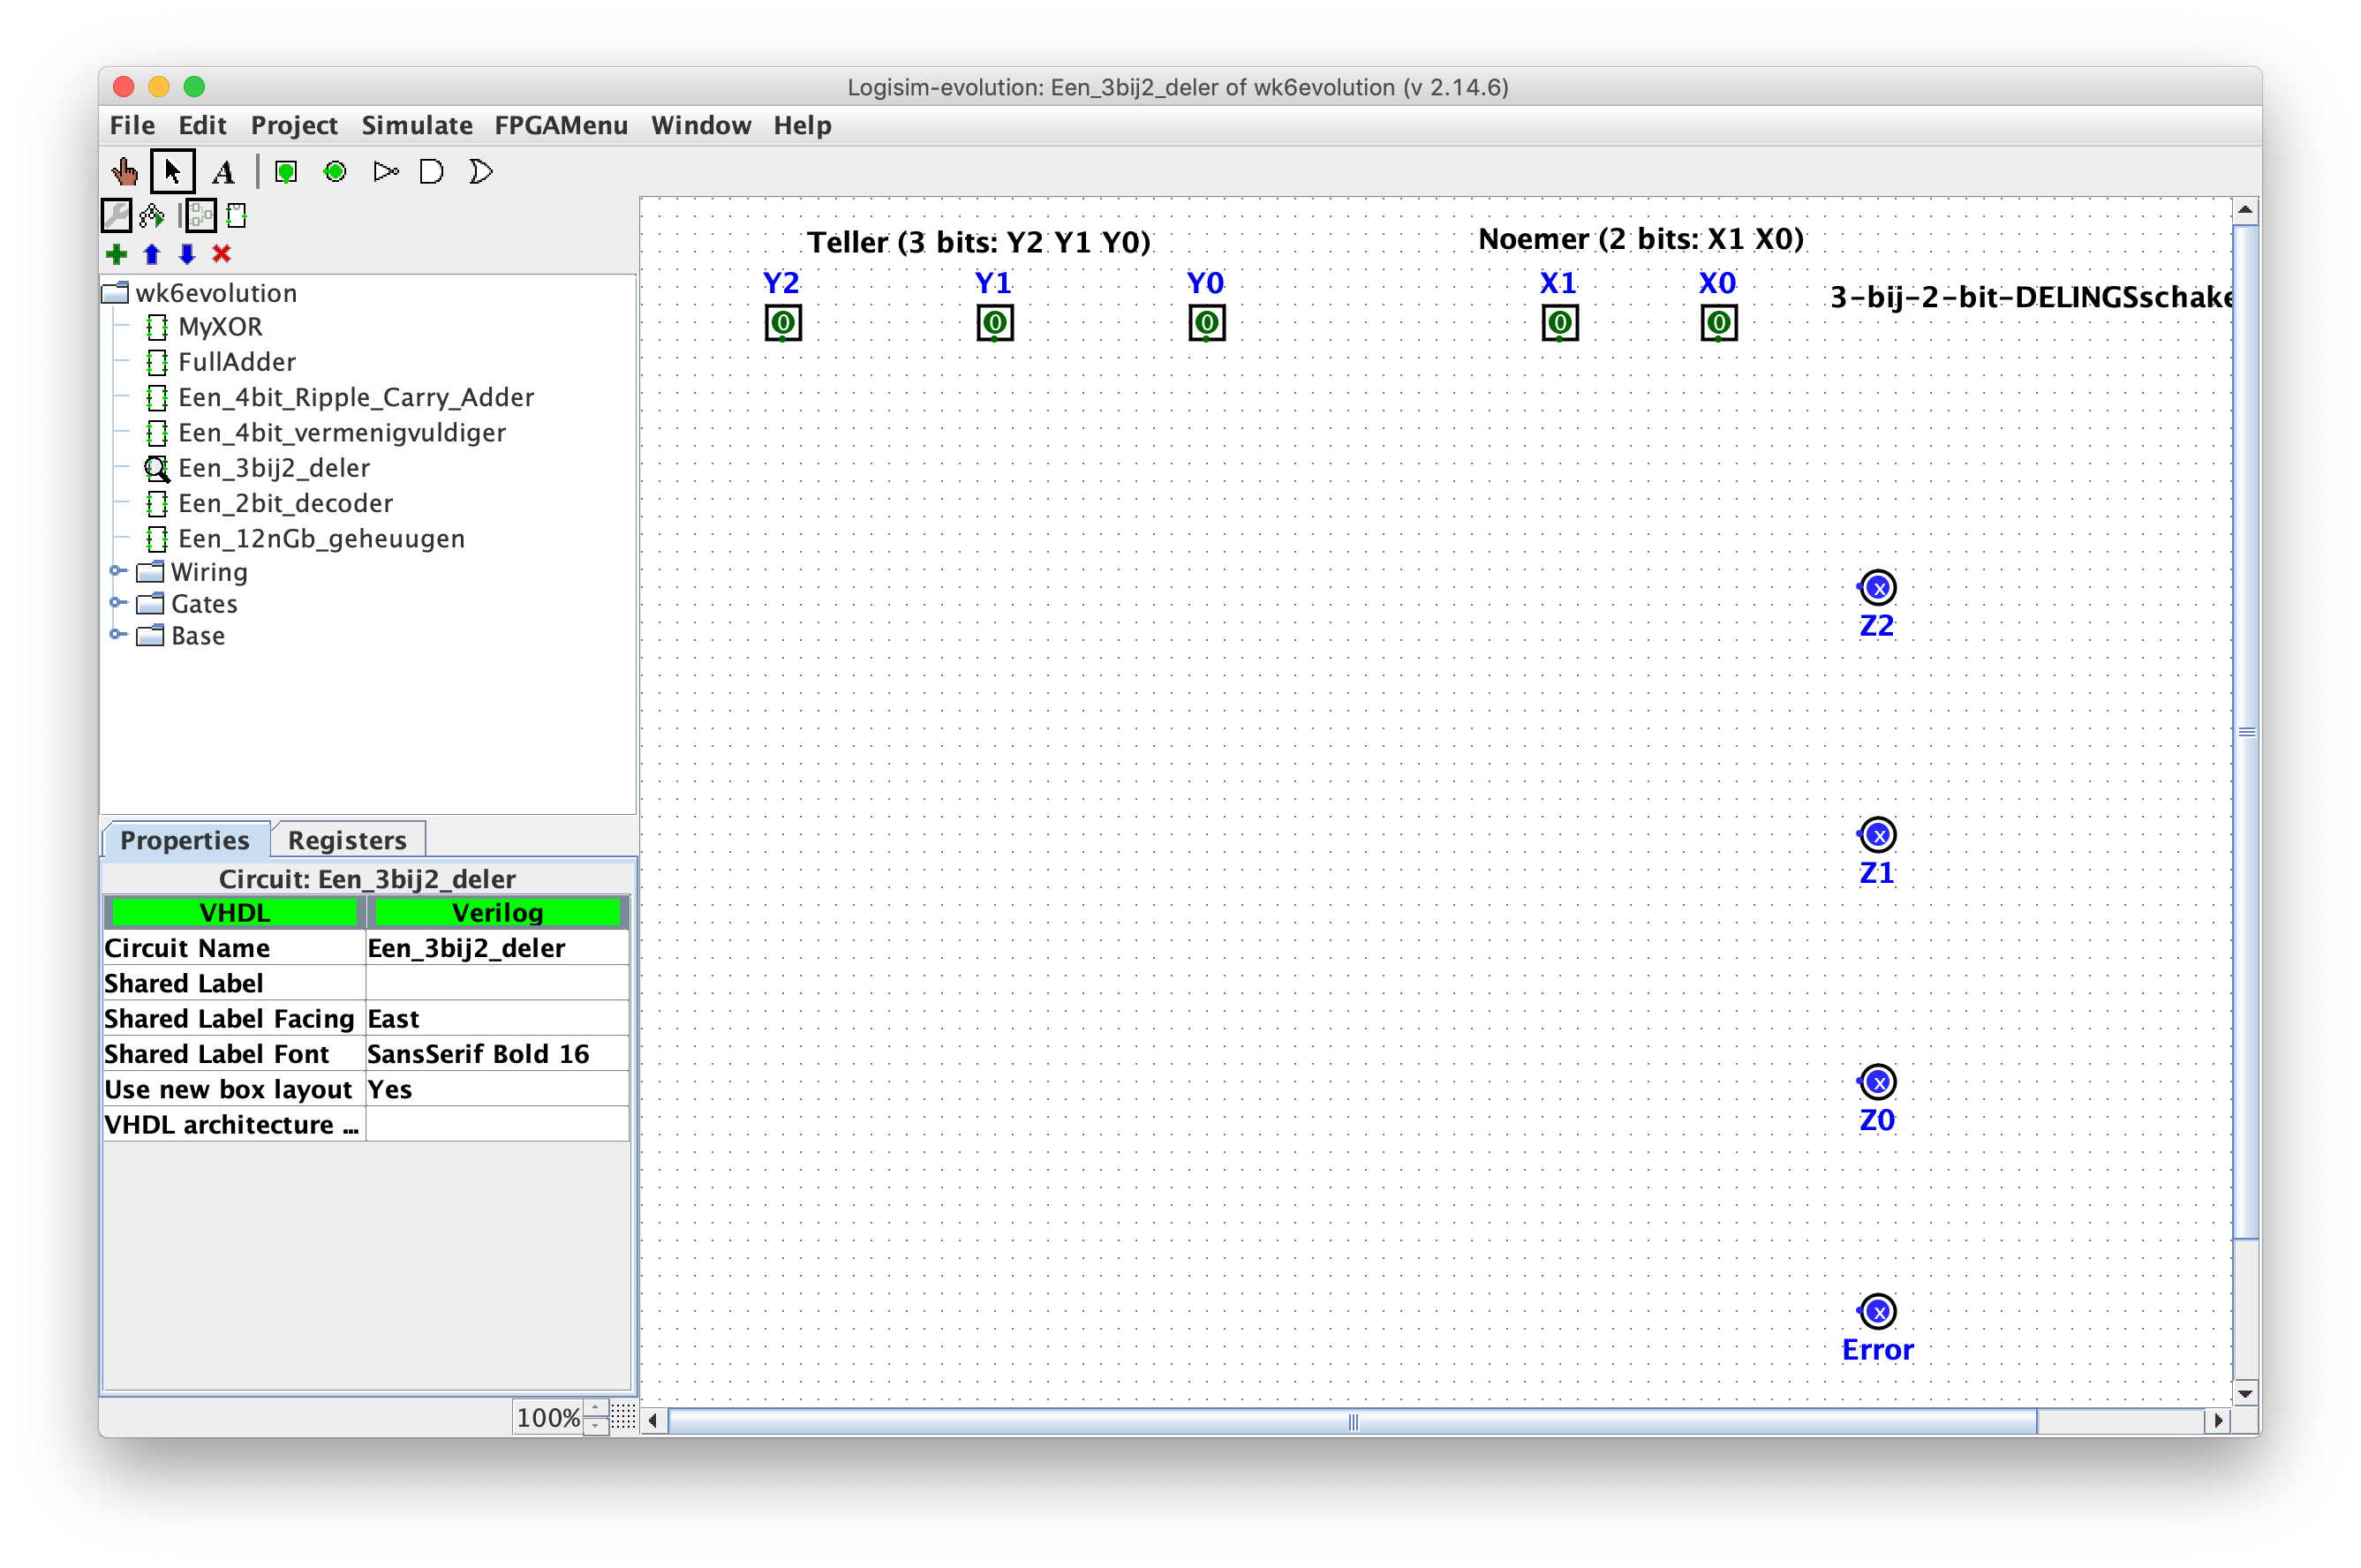 Logisim-evolution: Een_3bij2_deler of wk6evolution (v 2.14.6)
File Edit Project Simulate FPGAMenu Window Help
A
wk6evolution
MyXOR
FullAdder
Een_4bit_Ripple_Carry_Adder
Een_4bit_vermenigvuldiger
Een_3bij2_deler
Een_2bit_decoder
Een_12nGb_geheuugen
Wiring
Gates
Base
Properties Registers
Circuit: Een_3bij2_deler
VHDL Verilog
Circuit Name Een_3bij2_deler
Shared Label
Shared Label Facing East
Shared Label Font SansSerif Bold 16
Use new box layout Yes
VHDL architecture ...
100%
Teller (3 bits: Y2 Y1 Y0) Noemer (2 bits: X1 X0)
Y2 Y1 Y0 X1 X0
0 0 0 0 0
3-bij-2-bit-DELINGSschake
x
Z2
x
Z1
x
Z0
x
Error